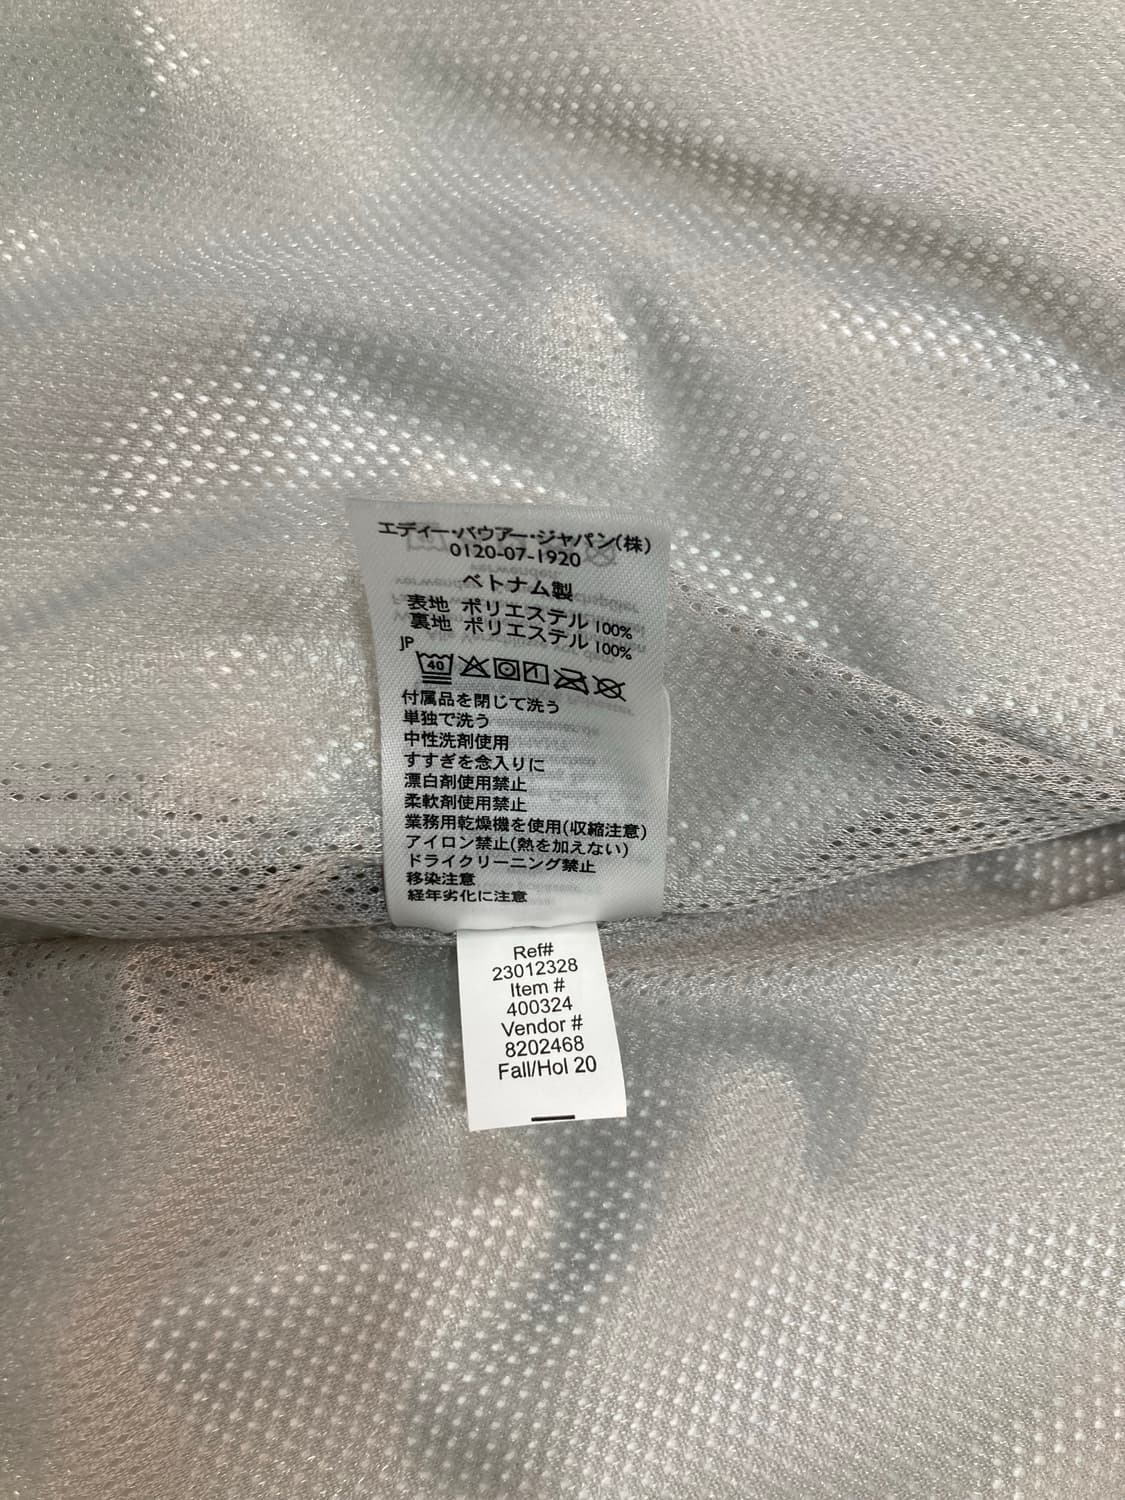 エディー・バウアー・ジャパン(株)
0120-07-1920
ベトナム製
表地 ポリエステル 100%
裏地 ポリエステル 100%
JP
40
付属品を閉じて洗う
単独で洗う
中性洗剤使用
すすぎを念入りに
漂白剤使用禁止
柔軟剤使用禁止
業務用乾燥機を使用(収縮注意)
アイロン禁止(熱を加えない)
ドライクリーニング禁止
移染注意
経年劣化に注意
Ref#
23012328
Item #
400324
Vendor #
8202468
Fall/Hol 20